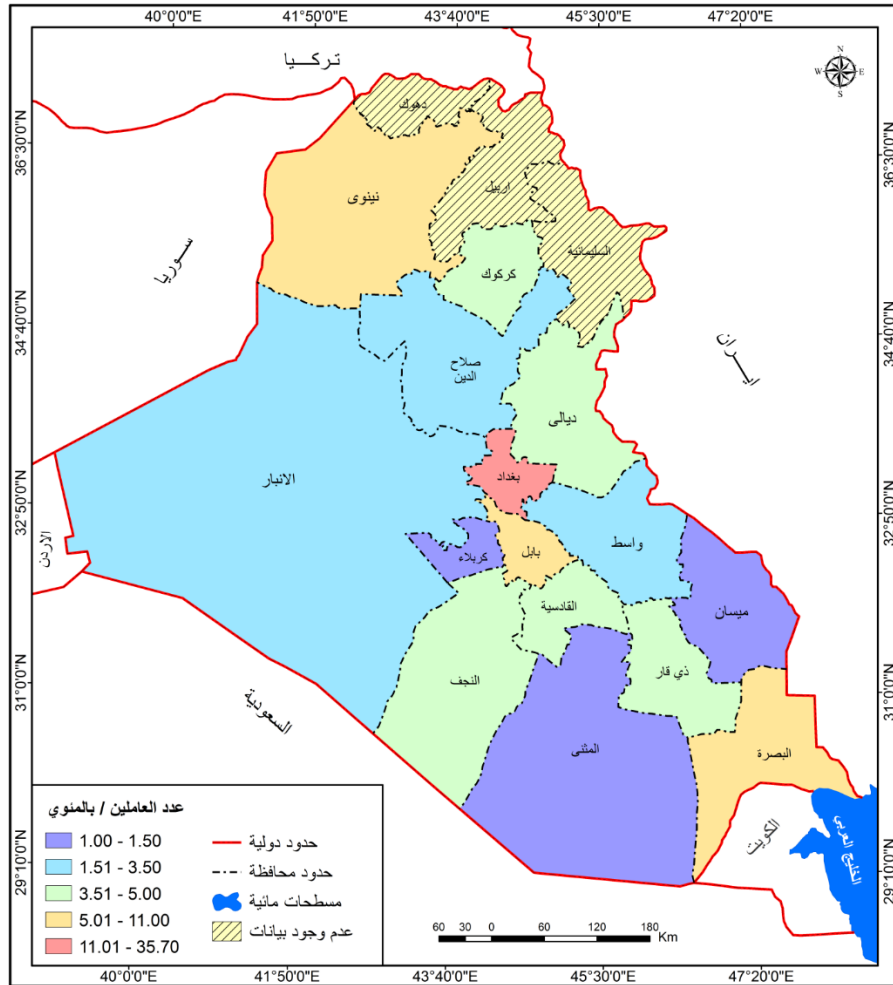 40°0'0"E 41°50'0"E 43°40'0"E 45°30'0"E 47°20'0"E
تركـــيا
N
W E
S
دهوك
36°30'0"N
36°30'0"N
اربيل
نينوى
السليمانية
ســوريا
كركوك
34°40'0"N
34°40'0"N
ايـــران
صلاح
الدين
ديالى
بغداد
الانبار
32°50'0"N
32°50'0"N
واسط
بابل
كربلاء
الاردن
القادسية
ميسان
ذي قار
النجف
31°0'0"N
31°0'0"N
السعودية
المثنى
البصرة
الكويت
الخليج العربي
29°10'0"N
29°10'0"N
عدد العاملين / بالمئوي
1.00 - 1.50
1.51 - 3.50
3.51 - 5.00
5.01 - 11.00
11.01 - 35.70
حدود دولية
حدود محافظة
مسطحات مائية
عدم وجود بيانات
60 30 0 60 120 180
Km
40°0'0"E 41°50'0"E 43°40'0"E 45°30'0"E 47°20'0"E